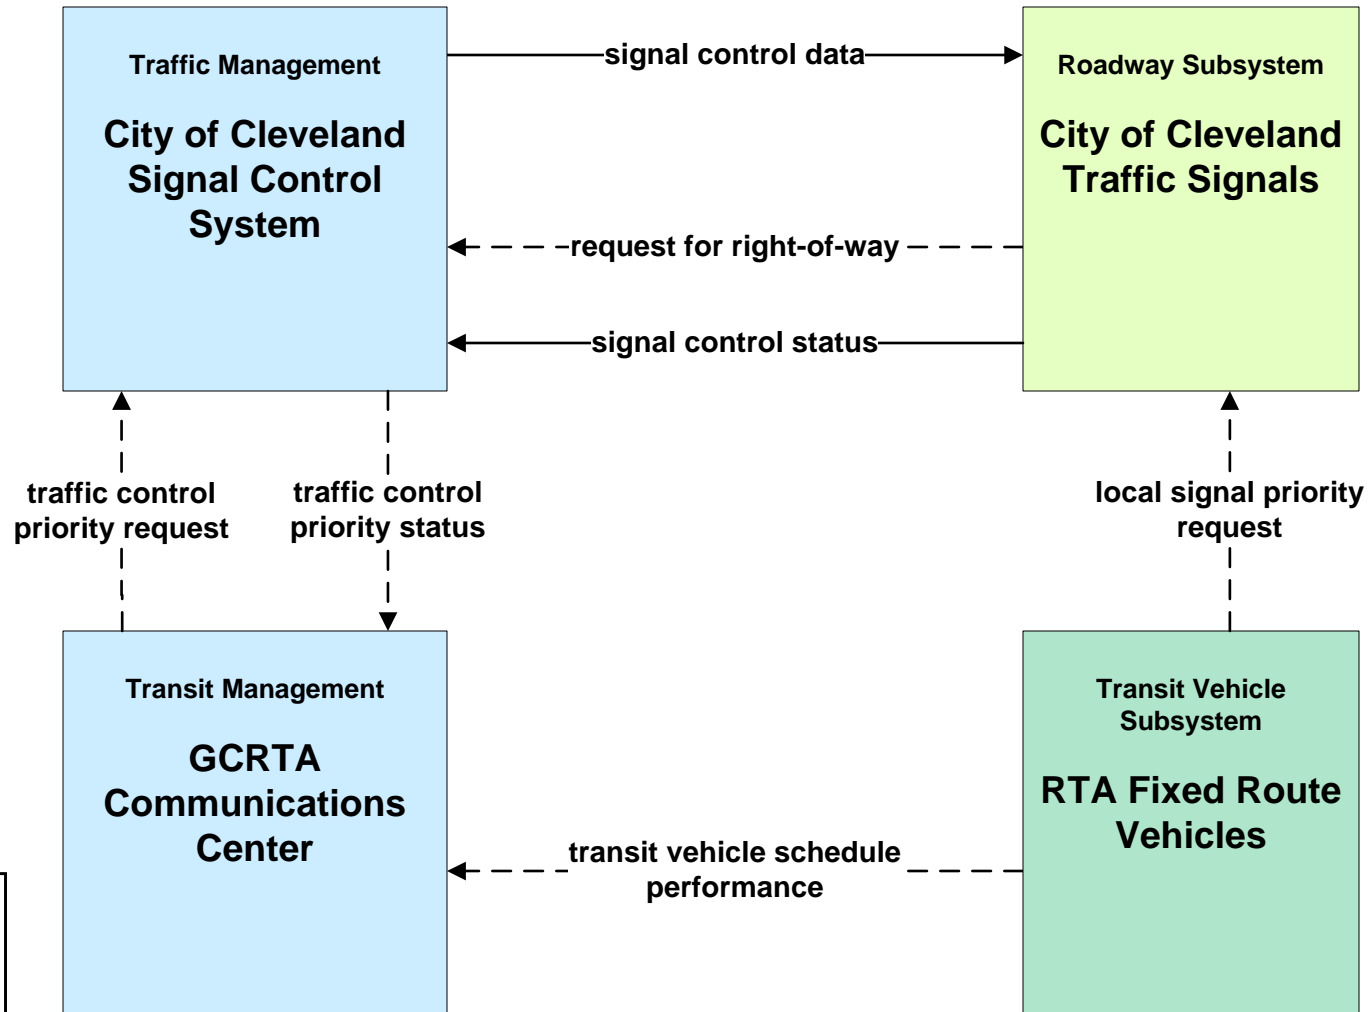 Traffic Management
City of Cleveland
Signal Control
System
signal control data
Roadway Subsystem
City of Cleveland
Traffic Signals
request for right-of-way
signal control status
traffic control
priority request
traffic control
priority status
local signal priority
request
Transit Management
GCRTA
Communications
Center
transit vehicle schedule
performance
Transit Vehicle
Subsystem
RTA Fixed Route
Vehicles